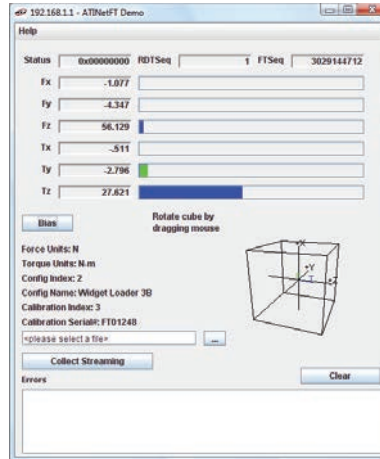 192.168.1.1 - ATINetFT Demo
Help
Status 0x00000000 RDTSeq 1 FTSeq 3029144712
Fx -1.077
Fy -4.347
Fz 56.129
Tx -.511
Ty -2.796
Tz 27.621
Bias
Rotate cube by
dragging mouse
Force Units: N
Torque Units: N-m
Config Index: 2
Config Name: Widget Loader 3B
Calibration Index: 3
Calibration Serial#: FT01248
<please select a file> ...
Collect Streaming
Clear
Errors
X
Y